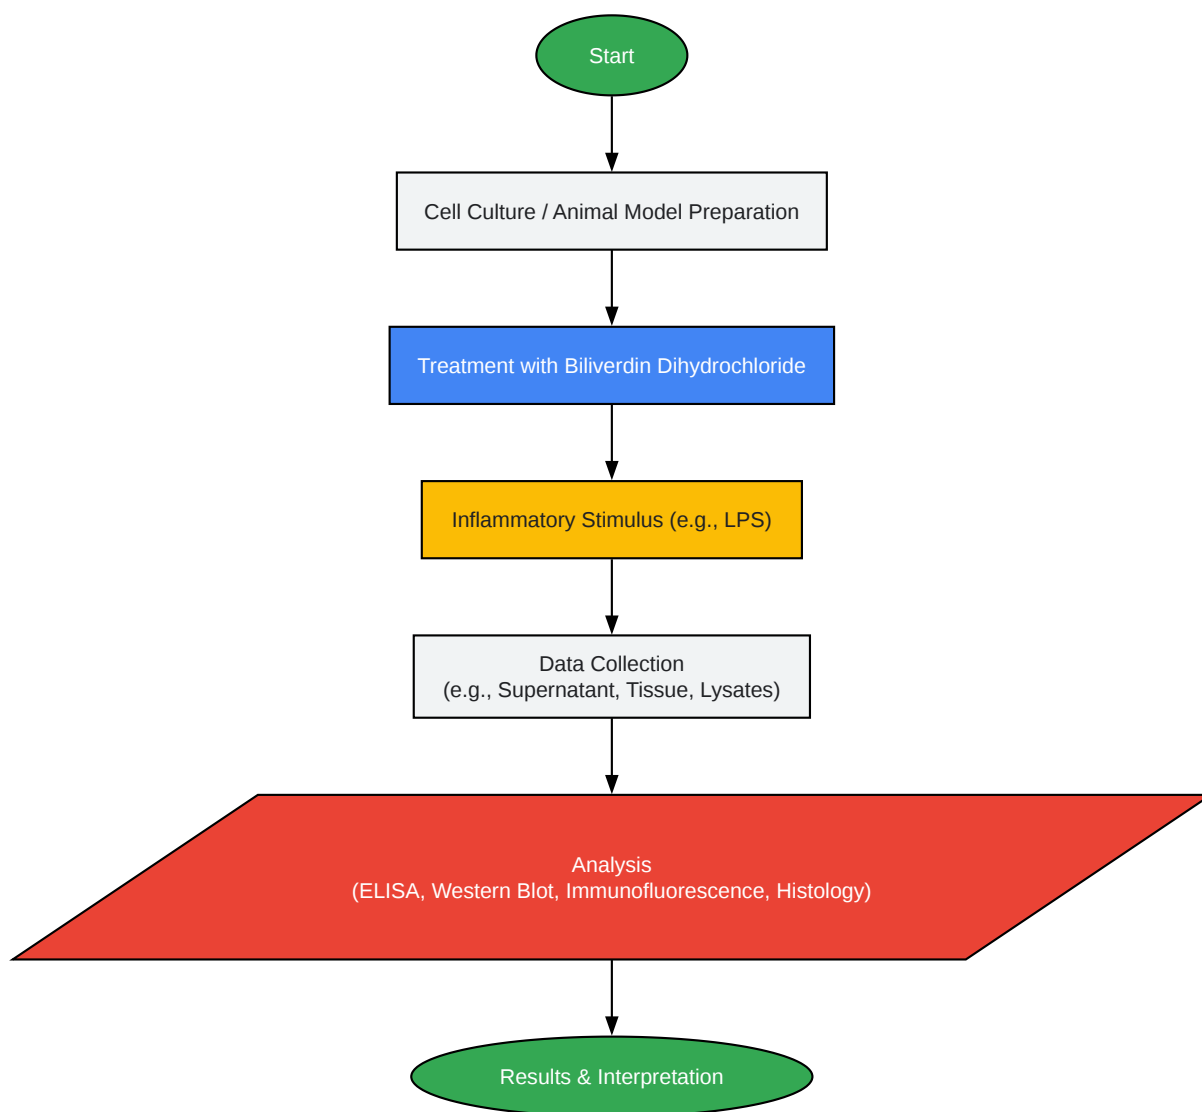 Start
Cell Culture / Animal Model Preparation
Treatment with Biliverdin Dihydrochloride
Inflammatory Stimulus (e.g., LPS)
Data Collection
(e.g., Supernatant, Tissue, Lysates)
Analysis
(ELISA, Western Blot, Immunofluorescence, Histology)
Results & Interpretation